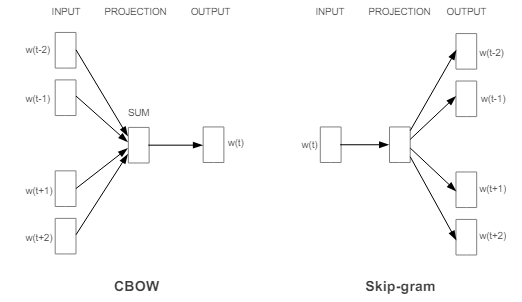 INPUT PROJECTION OUTPUT
w(t-2)
w(t-1)
SUM
w(t)
w(t+1)
w(t+2)
CBOW
INPUT PROJECTION OUTPUT
w(t-2)
w(t-1)
w(t)
w(t+1)
w(t+2)
Skip-gram